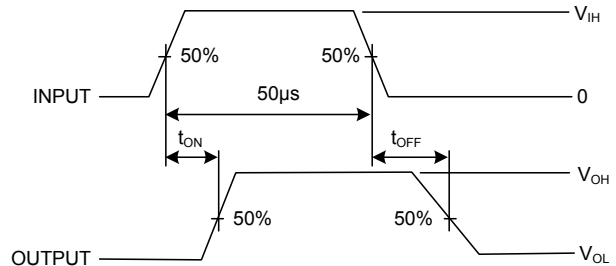 V_IH
50% 50%
INPUT 50µs 0
t_ON t_OFF
V_OH
50% 50%
OUTPUT V_OL